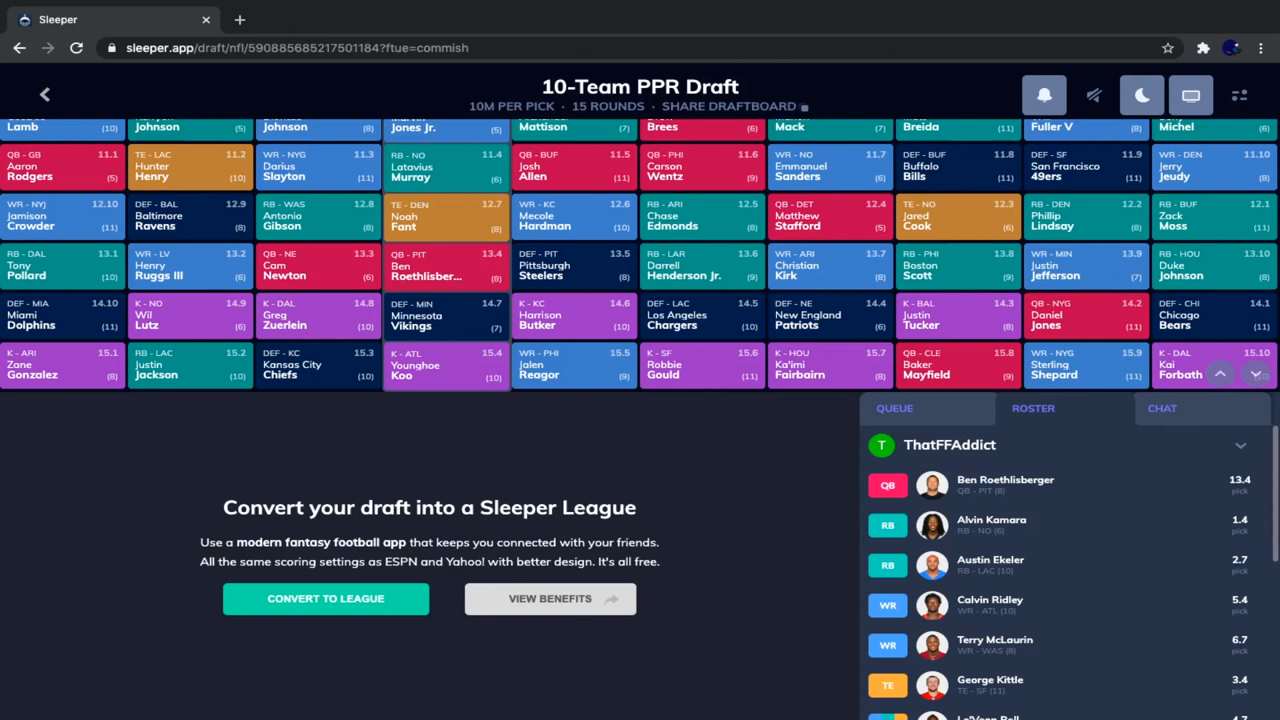 Sleeper
sleeper.app/draft/nfl/590885685217501184?ftue=commish
10-Team PPR Draft
10M PER PICK · 15 ROUNDS · SHARE DRAFTBOARD
Lamb (10) Johnson (5) Johnson (8) Jones Jr. (5) Mattison (7) Brees (6) Mack (7) Breida (11) Fuller V (8) Michel (6)
QB - GB 11.1 TE - LAC 11.2 WR - NYG 11.3 RB - NO 11.4 QB - BUF 11.5 QB - PHI 11.6 WR - NO 11.7 DEF - BUF 11.8 DEF - SF 11.9 WR - DEN 11.10
Aaron Hunter Darius Latavius Josh Carson Emmanuel Buffalo San Francisco Jerry
Rodgers (5) Henry (10) Slayton (11) Murray (6) Allen (11) Wentz (9) Sanders (6) Bills (11) 49ers (11) Jeudy (8)
WR - NYJ 12.10 DEF - BAL 12.9 RB - WAS 12.8 TE - DEN 12.7 WR - KC 12.6 RB - ARI 12.5 QB - DET 12.4 TE - NO 12.3 RB - DEN 12.2 RB - BUF 12.1
Jamison Baltimore Antonio Noah Mecole Chase Matthew Jared Phillip Zack
Crowder (11) Ravens (8) Gibson (8) Fant (8) Hardman (10) Edmonds (8) Stafford (5) Cook (6) Lindsay (8) Moss (11)
RB - DAL 13.1 WR - LV 13.2 QB - NE 13.3 QB - PIT 13.4 DEF - PIT 13.5 RB - LAR 13.6 WR - ARI 13.7 RB - PHI 13.8 WR - MIN 13.9 RB - HOU 13.10
Tony Henry Cam Ben Pittsburgh Darrell Christian Boston Justin Duke
Pollard (10) Ruggs III (6) Newton (6) Roethlisber... (8) Steelers (8) Henderson Jr. (9) Kirk (8) Scott (9) Jefferson (7) Johnson (8)
DEF - MIA 14.10 K - NO 14.9 K - DAL 14.8 DEF - MIN 14.7 K - KC 14.6 DEF - LAC 14.5 DEF - NE 14.4 K - BAL 14.3 QB - NYG 14.2 DEF - CHI 14.1
Miami Wil Greg Minnesota Harrison Los Angeles New England Justin Daniel Chicago
Dolphins (11) Lutz (6) Zuerlein (10) Vikings (7) Butker (10) Chargers (10) Patriots (6) Tucker (8) Jones (11) Bears (11)
K - ARI 15.1 RB - LAC 15.2 DEF - KC 15.3 K - ATL 15.4 WR - PHI 15.5 K - SF 15.6 K - HOU 15.7 QB - CLE 15.8 WR - NYG 15.9 K - DAL 15.10
Zane Justin Kansas City Younghoe Jalen Robbie Ka'imi Baker Sterling Kai
Gonzalez (8) Jackson (10) Chiefs (10) Koo (10) Reagor (9) Gould (11) Fairbairn (8) Mayfield (9) Shepard (11) Forbath
QUEUE ROSTER CHAT
T ThatFFAddict
QB Ben Roethlisberger 13.4
QB - PIT (8) pick
RB Alvin Kamara 1.4
RB - NO (6) pick
RB Austin Ekeler 2.7
RB - LAC (10) pick
WR Calvin Ridley 5.4
WR - ATL (10) pick
WR Terry McLaurin 6.7
WR - WAS (8) pick
TE George Kittle 3.4
TE - SF (11) pick
Le'Veon Bell 4.7
Convert your draft into a Sleeper League
Use a modern fantasy football app that keeps you connected with your friends.
All the same scoring settings as ESPN and Yahoo! with better design. It's all free.
CONVERT TO LEAGUE VIEW BENEFITS